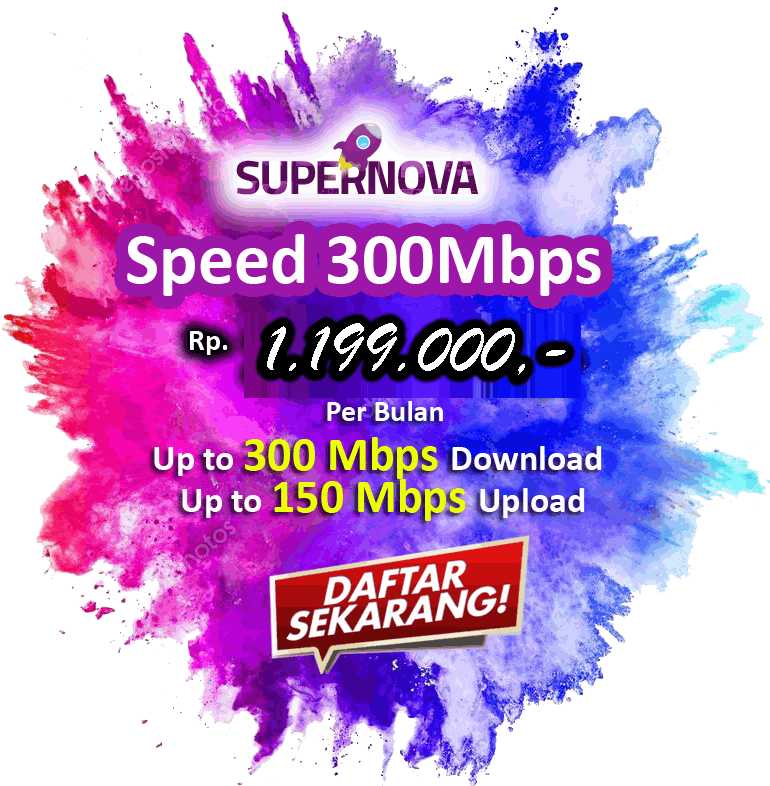 SUPERNOVA
Speed 300Mbps
Rp. 1.199.000,-
Per Bulan
Up to 300 Mbps Download
Up to 150 Mbps Upload
DAFTAR
SEKARANG!